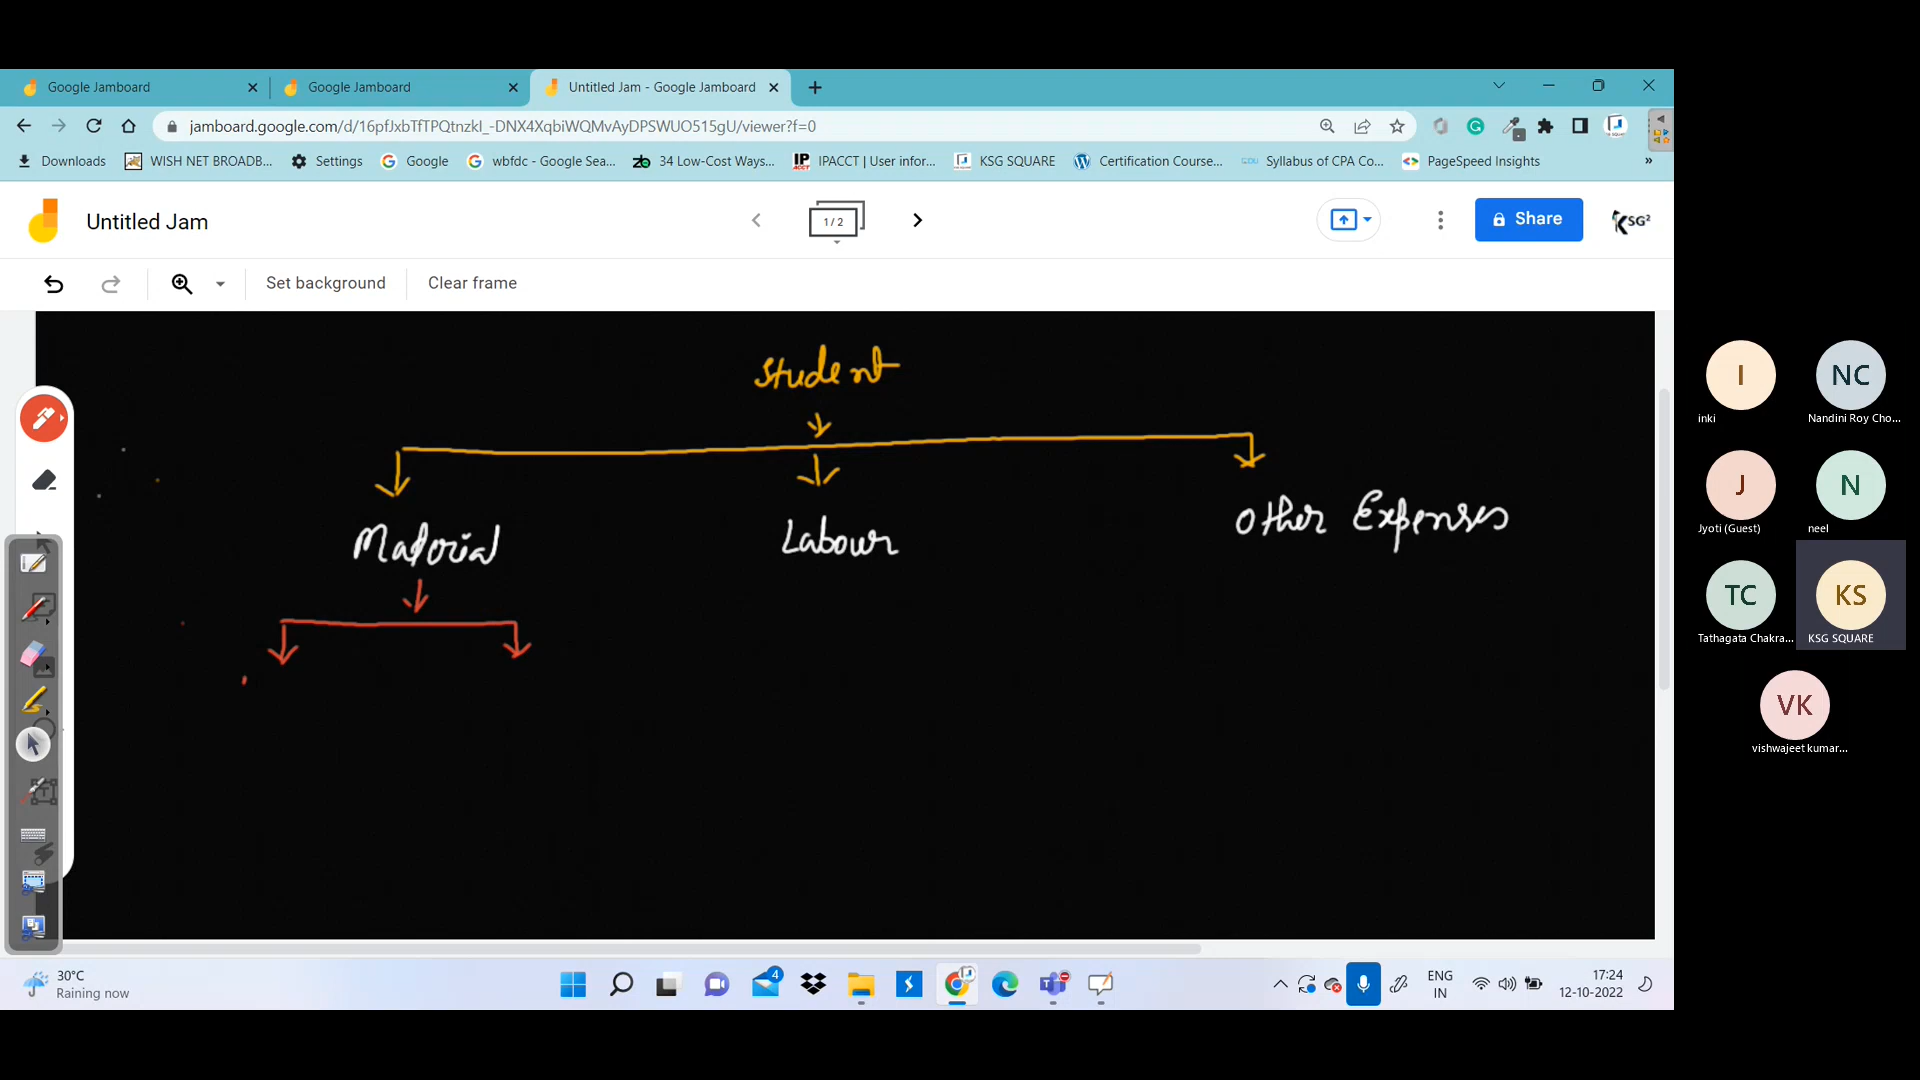 Google Jamboard
Google Jamboard
Untitled Jam - Google Jamboard
jamboard.google.com/d/16pfJxbTfTPQtnzkI_-DNX4XqbiWQMvAyDPSWUO515gU/viewer?f=0
Downloads
WISH NET BROADB...
Settings
Google
wbfdc - Google Sea...
34 Low-Cost Ways...
IPACCT | User infor...
KSG SQUARE
Certification Course...
Syllabus of CPA Co...
PageSpeed Insights
»
Untitled Jam
1 / 2
Share
KSG²
Set background
Clear frame
Student
Material
Labour
Other Expenses
I
inki
NC
Nandini Roy Cho...
J
Jyoti (Guest)
N
neel
TC
Tathagata Chakra...
KS
KSG SQUARE
VK
vishwajeet kumar...
30°C
Raining now
4
ENG
IN
17:24
12-10-2022